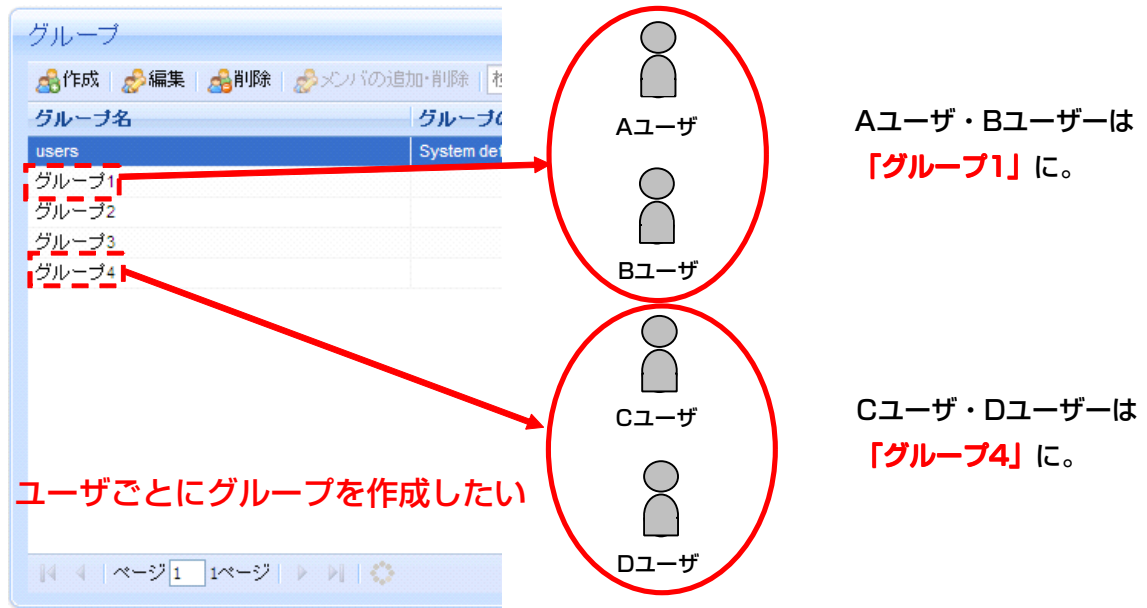 グループ
作成 編集 削除 メンバの追加・削除
グループ名 グループ
users System def
グループ1
グループ2
グループ3
グループ4
ページ 1 1ページ
ユーザごとにグループを作成したい
Aユーザ
Bユーザ
Cユーザ
Dユーザ
Aユーザ・Bユーザーは
「グループ1」に。
Cユーザ・Dユーザーは
「グループ4」に。